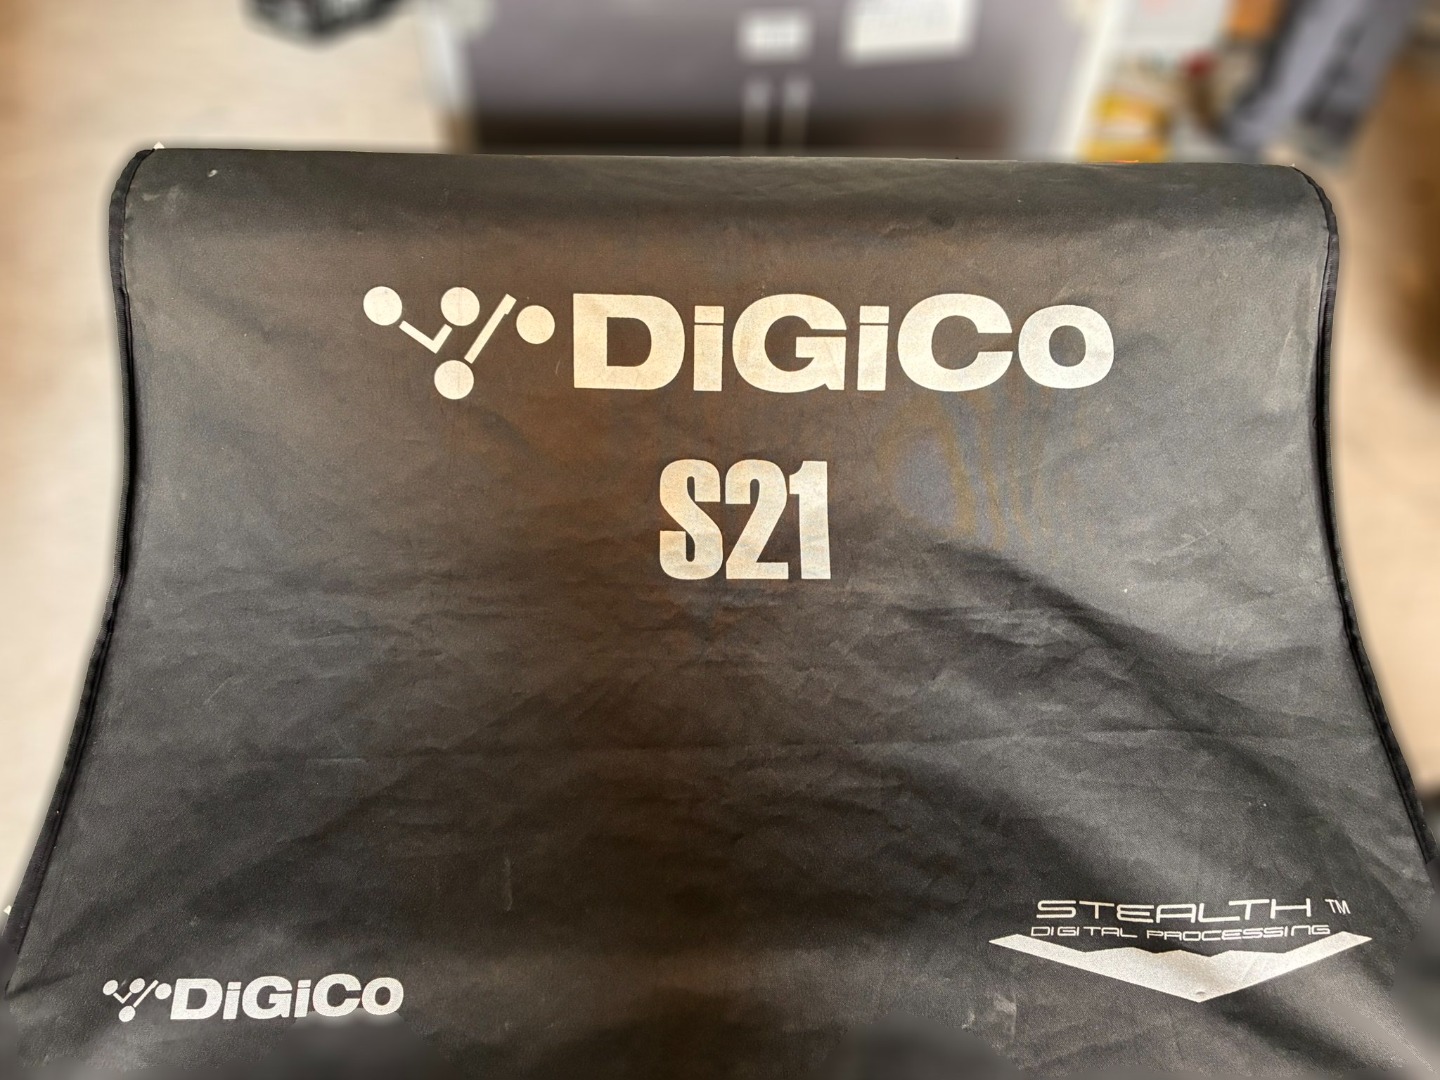 DiGiCo
S21
STEALTH ™
DIGITAL PROCESSING
DiGiCo